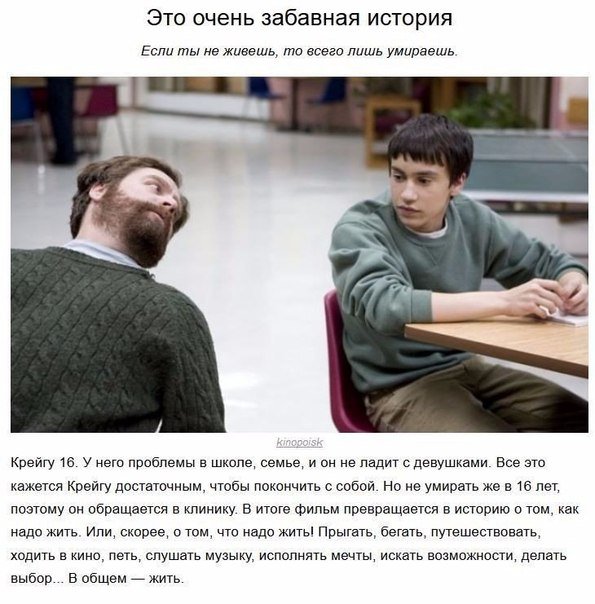 Это очень забавная история
Если ты не живешь, то всего лишь умираешь.
kinopoisk
Крейгу 16. У него проблемы в школе, семье, и он не ладит с девушками. Все это
кажется Крейгу достаточным, чтобы покончить с собой. Но не умирать же в 16 лет,
поэтому он обращается в клинику. В итоге фильм превращается в историю о том, как
надо жить. Или, скорее, о том, что надо жить! Прыгать, бегать, путешествовать,
ходить в кино, петь, слушать музыку, исполнять мечты, искать возможности, делать
выбор... В общем — жить.